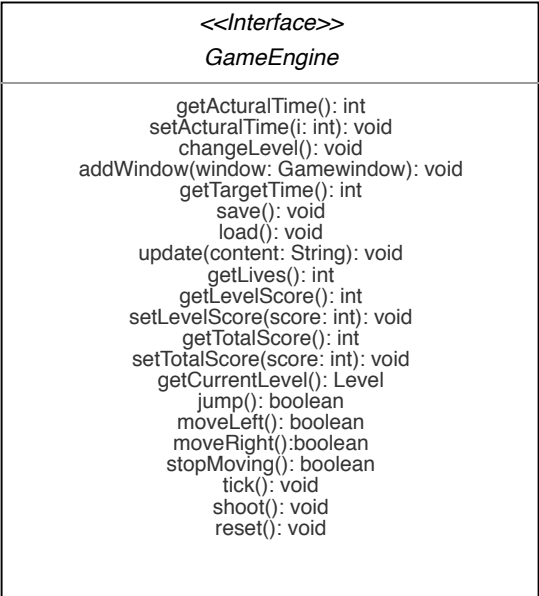 <<Interface>>
GameEngine
getActuralTime(): int
setActuralTime(i: int): void
changeLevel(): void
addWindow(window: Gamewindow): void
getTargetTime(): int
save(): void
load(): void
update(content: String): void
getLives(): int
getLevelScore(): int
setLevelScore(score: int): void
getTotalScore(): int
setTotalScore(score: int): void
getCurrentLevel(): Level
jump(): boolean
moveLeft(): boolean
moveRight():boolean
stopMoving(): boolean
tick(): void
shoot(): void
reset(): void